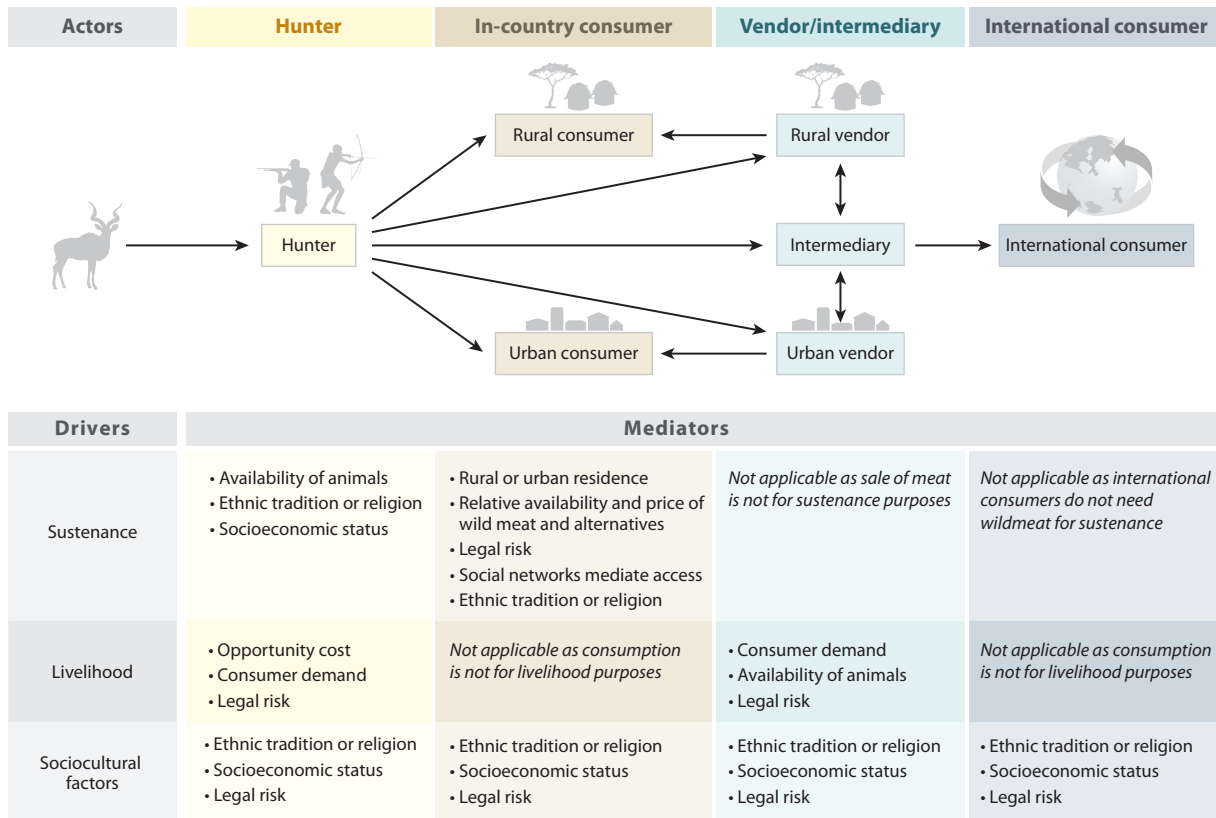 Actors
Hunter
In-country consumer
Vendor/intermediary
International consumer
Rural consumer
Rural vendor
Hunter
Intermediary
International consumer
Urban consumer
Urban vendor
Drivers
Mediators
Sustenance
• Availability of animals
• Ethnic tradition or religion
• Socioeconomic status
• Rural or urban residence
• Relative availability and price of
wild meat and alternatives
• Legal risk
• Social networks mediate access
• Ethnic tradition or religion
Not applicable as sale of meat
is not for sustenance purposes
Not applicable as international
consumers do not need
wildmeat for sustenance
Livelihood
• Opportunity cost
• Consumer demand
• Legal risk
Not applicable as consumption
is not for livelihood purposes
• Consumer demand
• Availability of animals
• Legal risk
Not applicable as consumption
is not for livelihood purposes
Sociocultural
factors
• Ethnic tradition or religion
• Socioeconomic status
• Legal risk
• Ethnic tradition or religion
• Socioeconomic status
• Legal risk
• Ethnic tradition or religion
• Socioeconomic status
• Legal risk
• Ethnic tradition or religion
• Socioeconomic status
• Legal risk